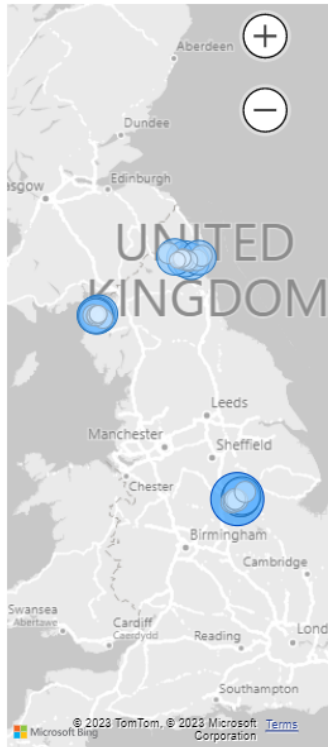 Aberdeen
Dundee
Edinburgh
asgow
UNITED
KINGDOM
Leeds
Manchester
Sheffield
Chester
Birmingham
Cambridge
Swansea
Abertawe
Cardiff
Caerdydd
Reading
Lond
Southampton
© 2023 TomTom, © 2023 Microsoft Corporation
Terms
Microsoft Bing